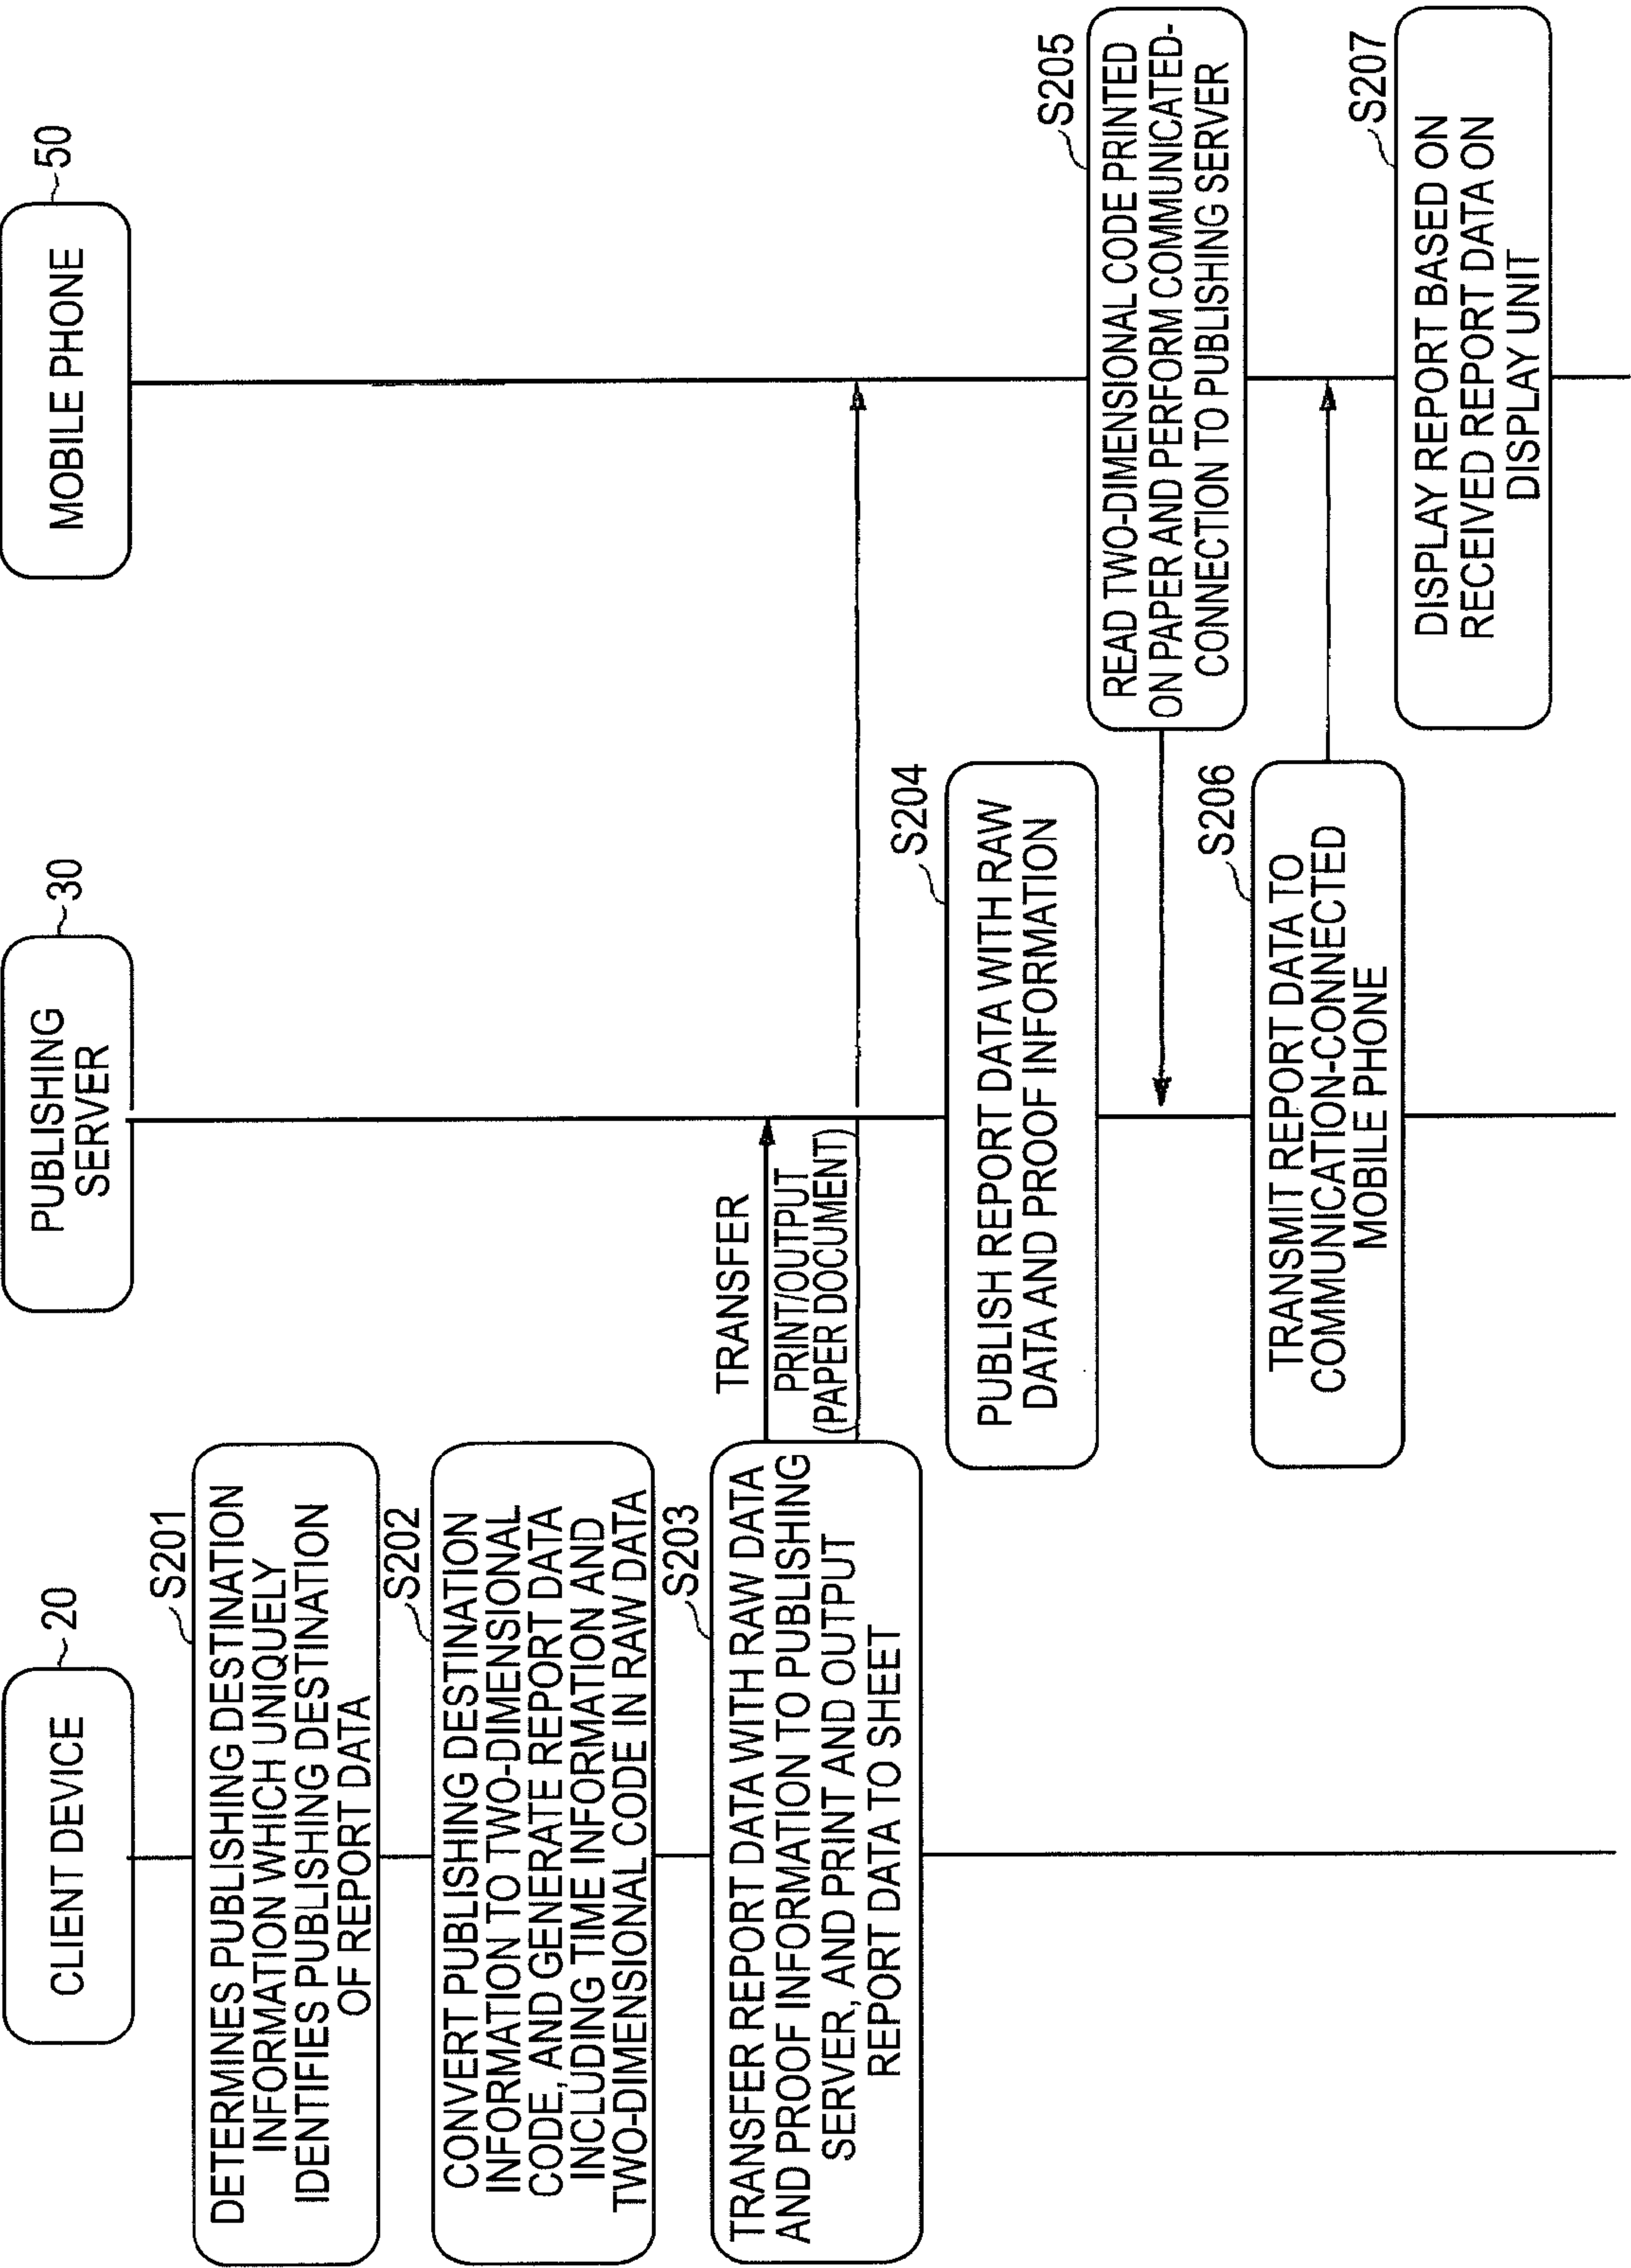 CLIENT DEVICE
20
PUBLISHING
SERVER
30
MOBILE PHONE
50
S201
DETERMINES PUBLISHING DESTINATION
INFORMATION WHICH UNIQUELY
IDENTIFIES PUBLISHING DESTINATION
OF REPORT DATA
S202
CONVERT PUBLISHING DESTINATION
INFORMATION TO TWO-DIMENSIONAL
CODE, AND GENERATE REPORT DATA
INCLUDING TIME INFORMATION AND
TWO-DIMENSIONAL CODE IN RAW DATA
S203
TRANSFER REPORT DATA WITH RAW DATA
AND PROOF INFORMATION TO PUBLISHING
SERVER, AND PRINT AND OUTPUT
REPORT DATA TO SHEET
TRANSFER
PRINT/OUTPUT
(PAPER DOCUMENT)
S204
PUBLISH REPORT DATA WITH RAW
DATA AND PROOF INFORMATION
S205
READ TWO-DIMENSIONAL CODE PRINTED
ON PAPER AND PERFORM COMMUNICATED-
CONNECTION TO PUBLISHING SERVER
S206
TRANSMIT REPORT DATA TO
COMMUNICATION-CONNECTED
MOBILE PHONE
S207
DISPLAY REPORT BASED ON
RECEIVED REPORT DATA ON
DISPLAY UNIT